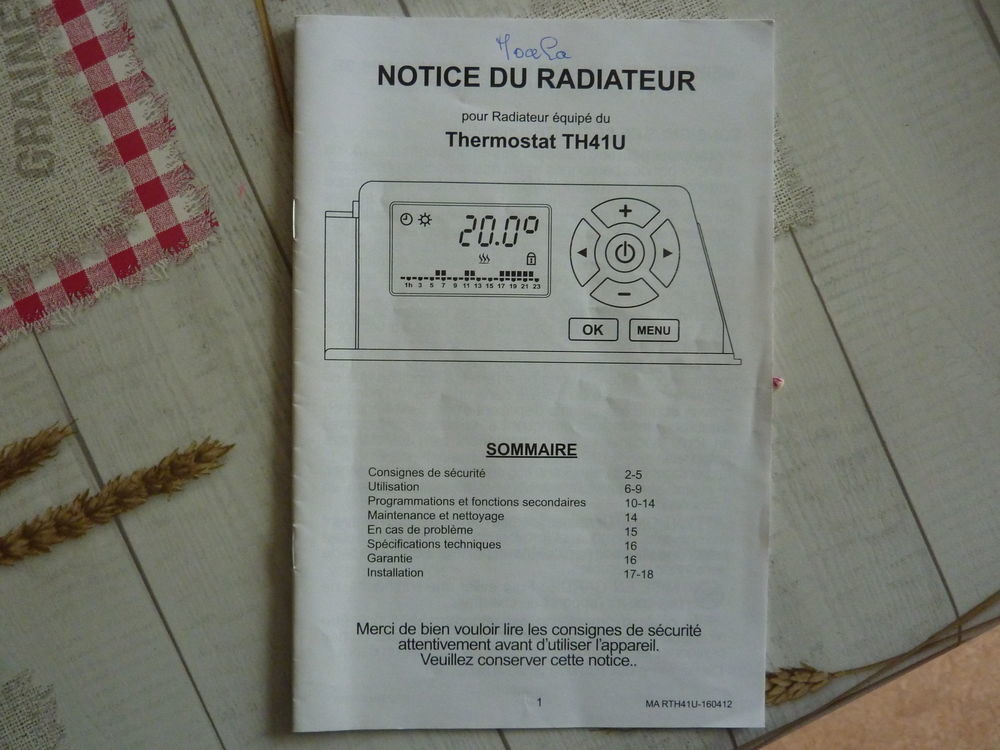 GRAINE
NOTICE DU RADIATEUR
pour Radiateur équipé du
Thermostat TH41U
20.0°
1h 3 5 7 9 11 13 15 17 19 21 23
+
−
OK MENU
SOMMAIRE
Consignes de sécurité 2-5
Utilisation 6-9
Programmations et fonctions secondaires 10-14
Maintenance et nettoyage 14
En cas de problème 15
Spécifications techniques 16
Garantie 16
Installation 17-18
Merci de bien vouloir lire les consignes de sécurité
attentivement avant d'utiliser l'appareil.
Veuillez conserver cette notice..
1
MA RTH41U-160412